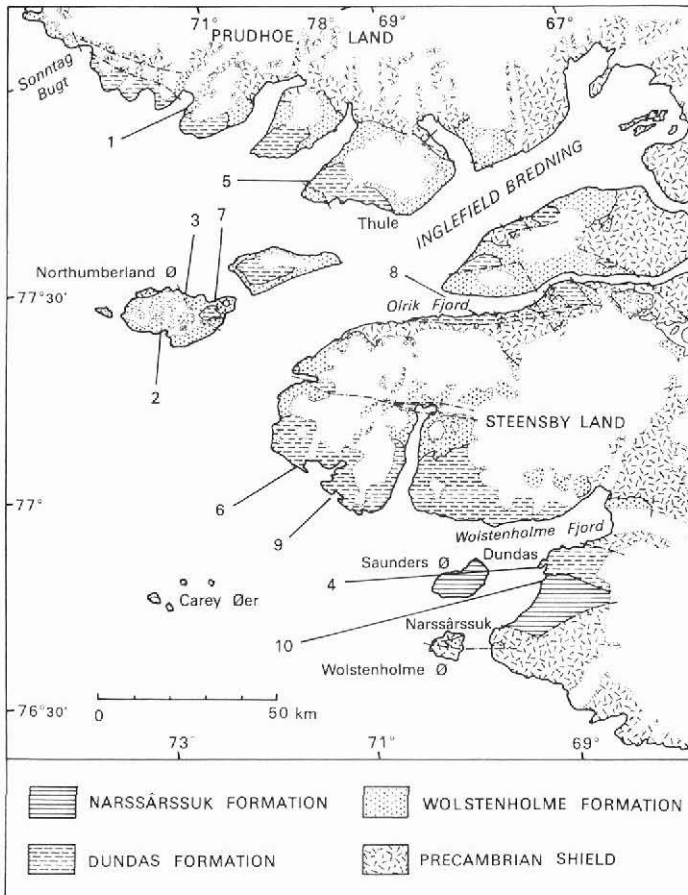 71°
78°
69°
67°
PRUDHOE LAND
Sonntag
Bugt
1
5
INGLEFIELD BREDNING
Thule
3
7
Northumberland Ø
8
77°30'
Olrik Fjord
2
STEENSBY LAND
6
77°
9
Wolstenholme Fjord
Saunders Ø
Dundas
4
Carey Øer
Narssârssuk
10
Wolstenholme Ø
76°30'
0
50 km
73°
71°
69°
NARSSÂRSSUK FORMATION
WOLSTENHOLME FORMATION
DUNDAS FORMATION
PRECAMBRIAN SHIELD